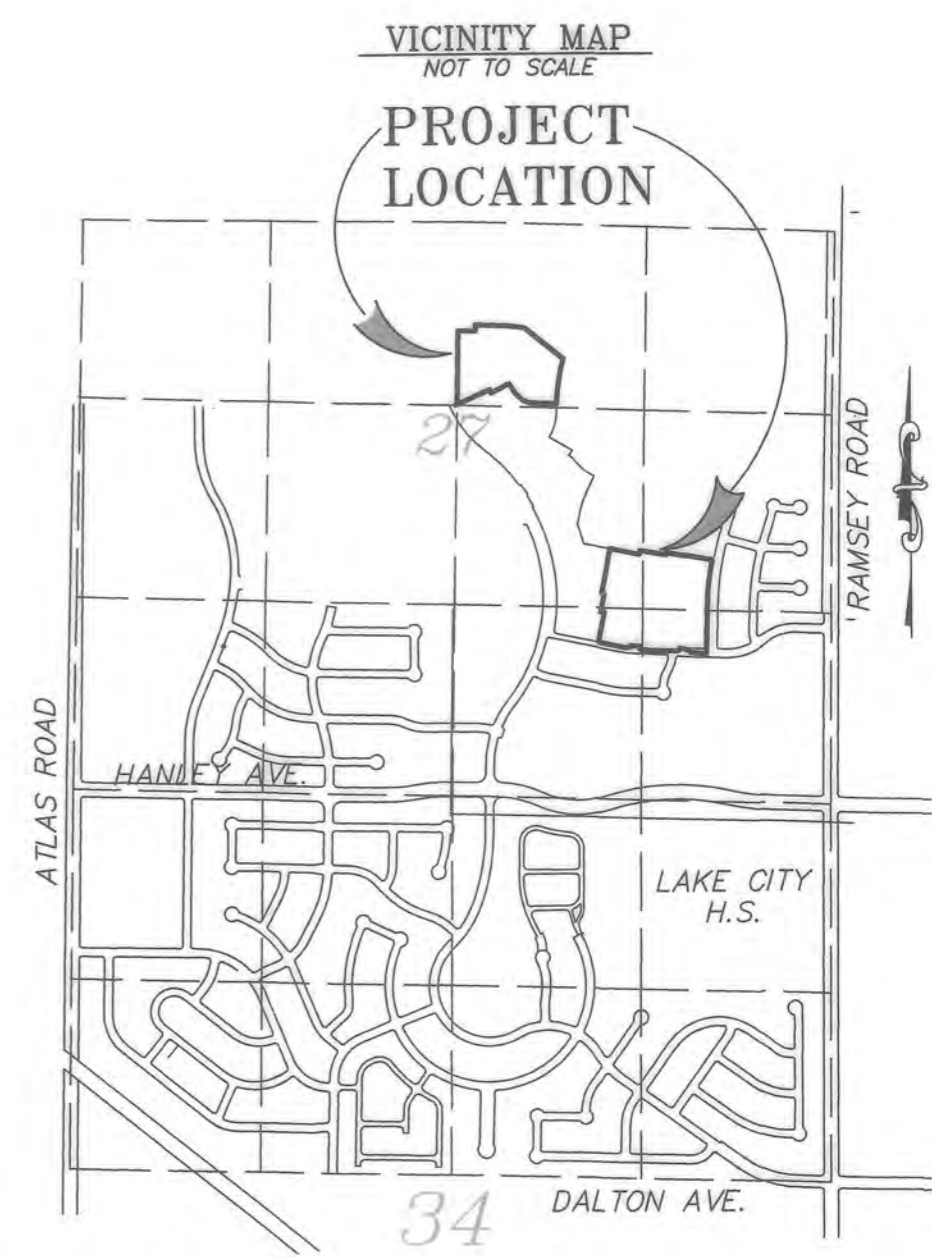 VICINITY MAP
NOT TO SCALE
PROJECT
LOCATION
27
RAMSEY ROAD
ATLAS ROAD
HANLEY AVE.
LAKE CITY
H.S.
DALTON AVE.
34